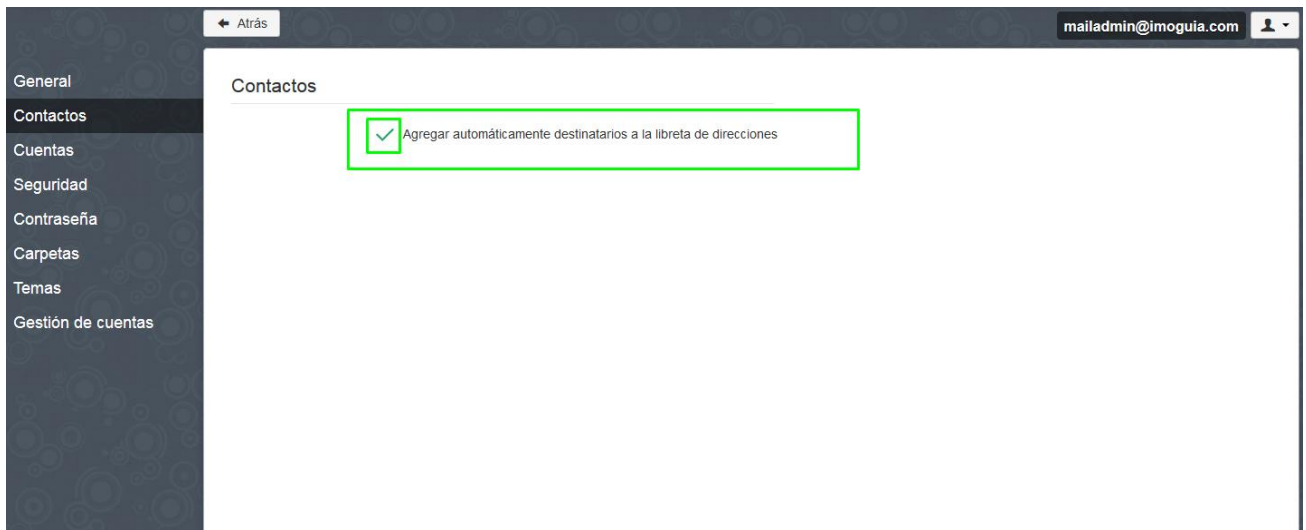 Atrás
mailadmin@imoguia.com
General
Contactos
Cuentas
Seguridad
Contraseña
Carpetas
Temas
Gestión de cuentas
Contactos
Agregar automáticamente destinatarios a la libreta de direcciones